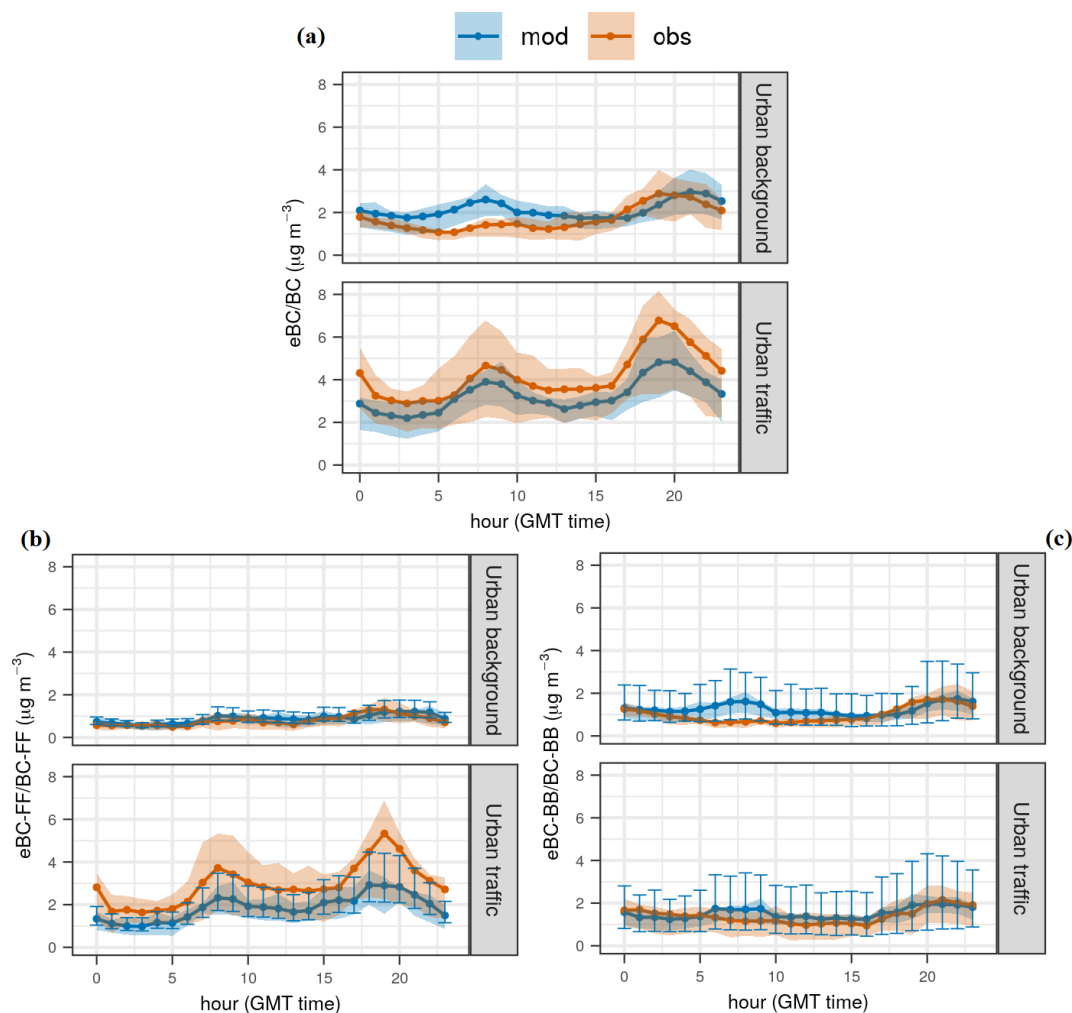 (a)
mod obs
8
6
4
2
0
Urban background
eBC/BC (μg m⁻³)
8
6
4
2
0
Urban traffic
0 5 10 15 20
hour (GMT time)
(b)
8
6
4
2
0
Urban background
eBC-FF/BC-FF (μg m⁻³)
8
6
4
2
0
Urban traffic
0 5 10 15 20
hour (GMT time)
(c)
8
6
4
2
0
Urban background
eBC-BB/BC-BB (μg m⁻³)
8
6
4
2
0
Urban traffic
0 5 10 15 20
hour (GMT time)